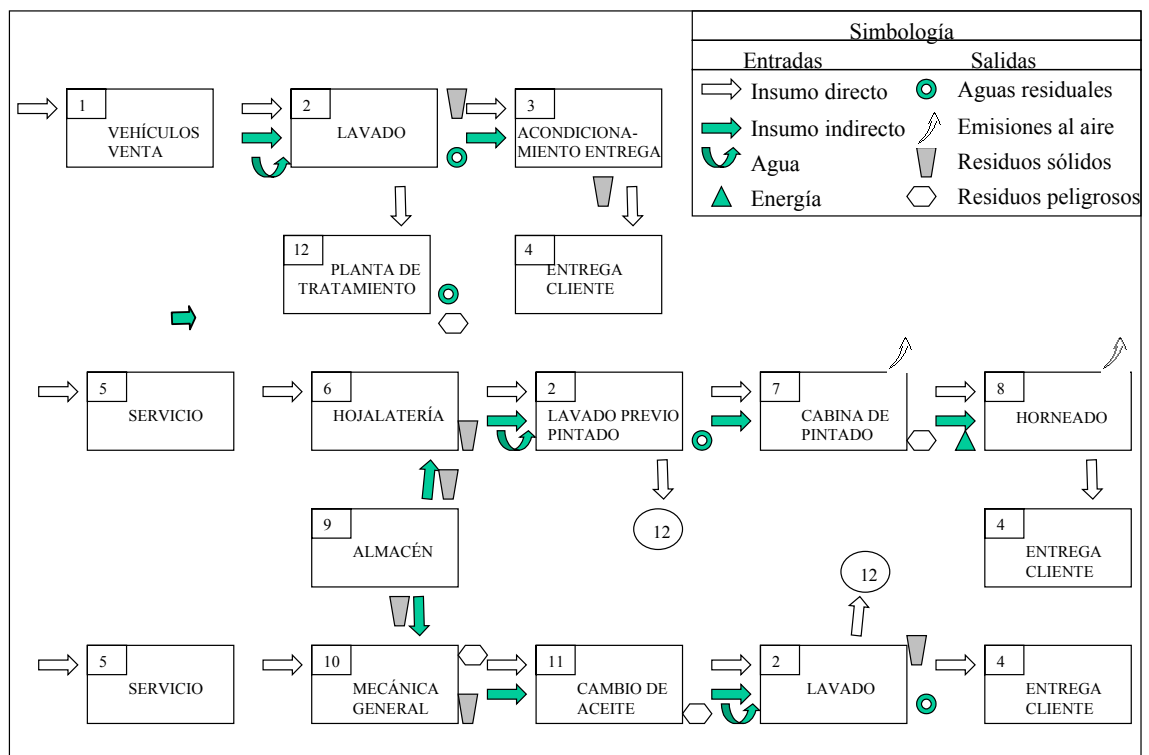 Simbología
Entradas
Salidas
Insumo directo
Aguas residuales
Insumo indirecto
Emisiones al aire
Agua
Residuos sólidos
Energía
Residuos peligrosos
1
VEHÍCULOS
VENTA
2
LAVADO
3
ACONDICIONA-
MIENTO ENTREGA
12
PLANTA DE
TRATAMIENTO
4
ENTREGA
CLIENTE
5
SERVICIO
6
HOJALATERÍA
2
LAVADO PREVIO
PINTADO
7
CABINA DE
PINTADO
8
HORNEADO
9
ALMACÉN
12
4
ENTREGA
CLIENTE
12
5
SERVICIO
10
MECÁNICA
GENERAL
11
CAMBIO DE
ACEITE
2
LAVADO
4
ENTREGA
CLIENTE